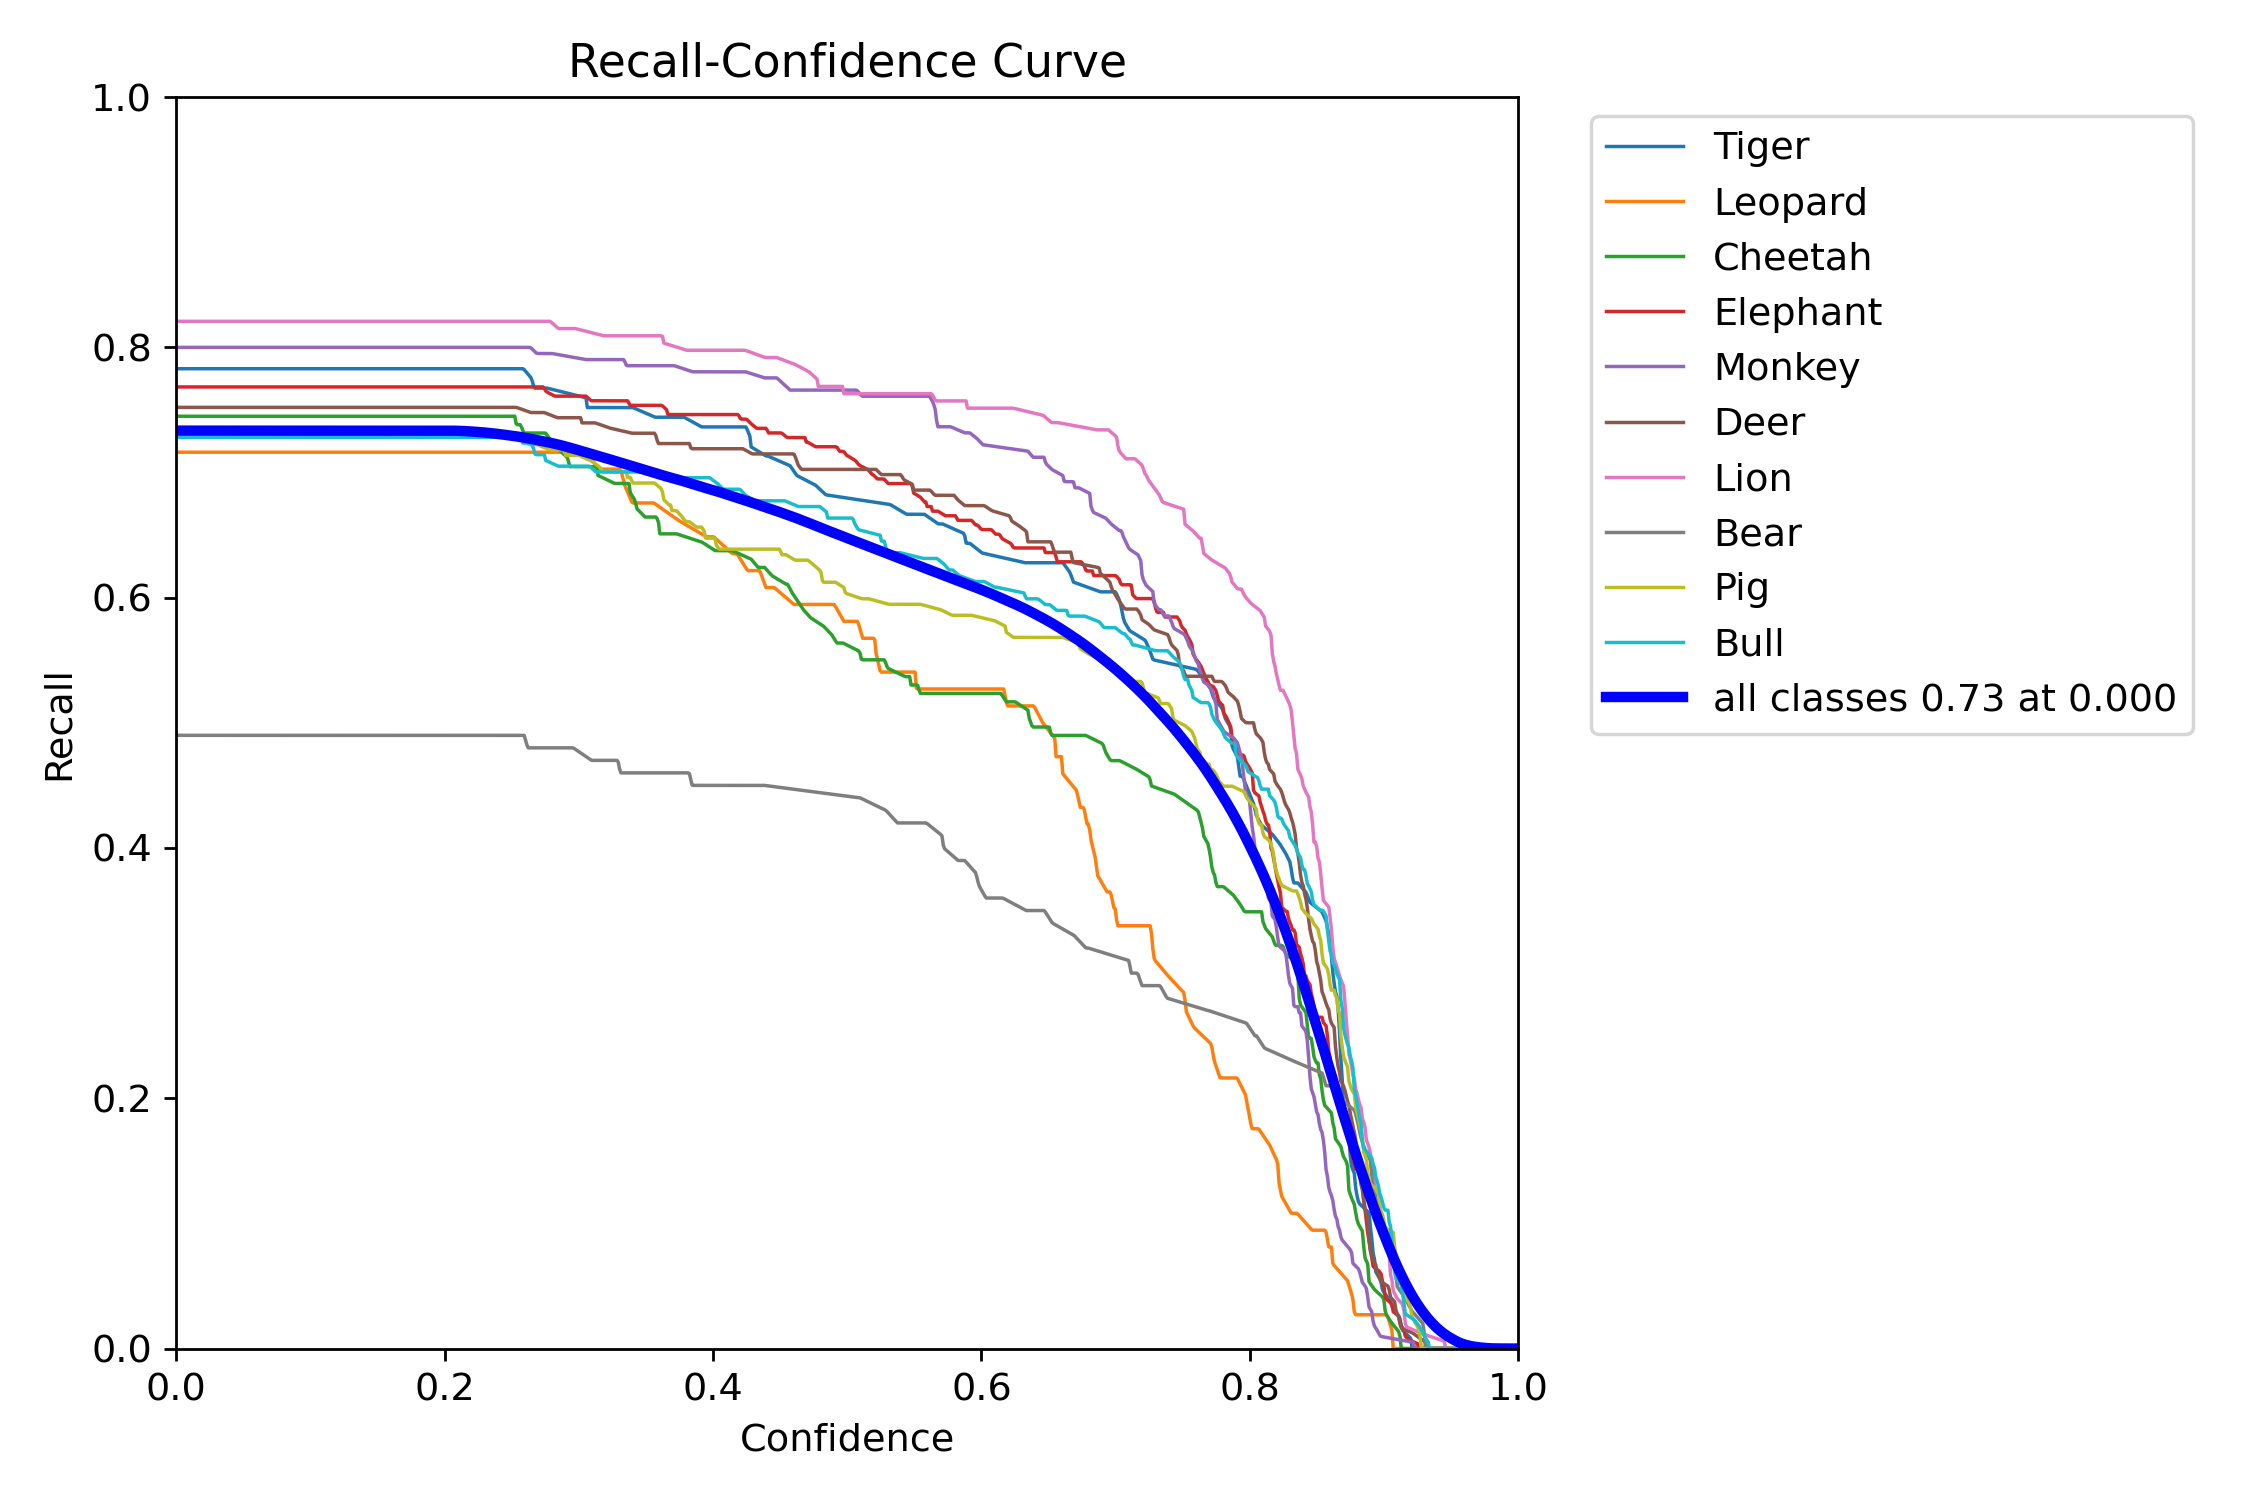 Recall-Confidence Curve
1.0
0.8
0.6
0.4
0.2
0.0
Recall
0.0 0.2 0.4 0.6 0.8 1.0
Confidence
Tiger
Leopard
Cheetah
Elephant
Monkey
Deer
Lion
Bear
Pig
Bull
all classes 0.73 at 0.000